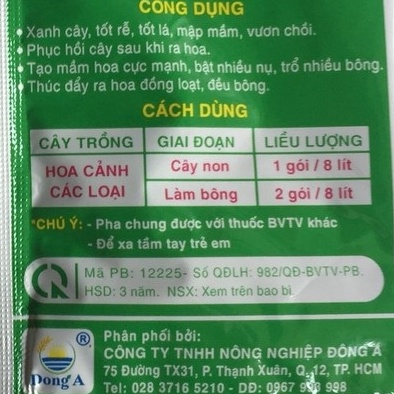 CÔNG DỤNG
• Xanh cây, tốt rễ, tốt lá, mập mầm, vươn chồi.
• Phục hồi cây sau khi ra hoa.
• Tạo mầm hoa cực mạnh, bật nhiều nụ, trổ nhiều bông.
• Thúc đẩy ra hoa đồng loạt, đều bông.
CÁCH DÙNG
CÂY TRỒNG GIAI ĐOẠN LIỀU LƯỢNG
HOA CẢNH CÁC LOẠI Cây non 1 gói / 8 lít
Làm bông 2 gói / 8 lít
*CHÚ Ý: - Pha chung được với thuốc BVTV khác
- Để xa tầm tay trẻ em
Mã PB: 12225- Số QĐLH: 982/QĐ-BVTV-PB.
HSD: 3 năm. NSX: Xem trên bao bì.
Phân phối bởi:
CÔNG TY TNHH NÔNG NGHIỆP ĐÔNG Á
75 Đường TX31, P. Thạnh Xuân, Q. 12, TP. HCM
Tel: 028 3716 5210 - DĐ: 0967 998
Đông Á ®